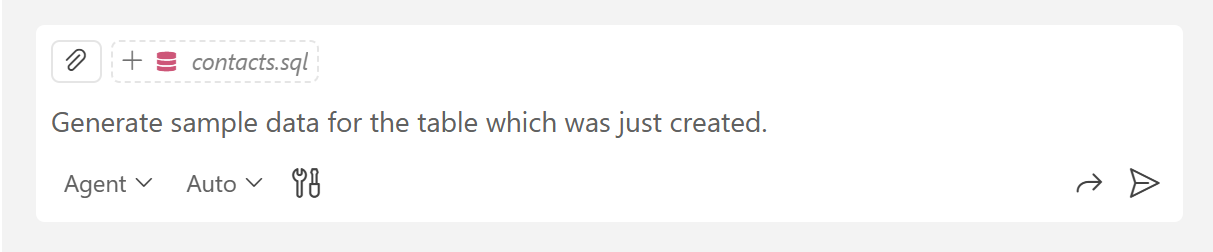 contacts.sql
Generate sample data for the table which was just created.
Agent Auto